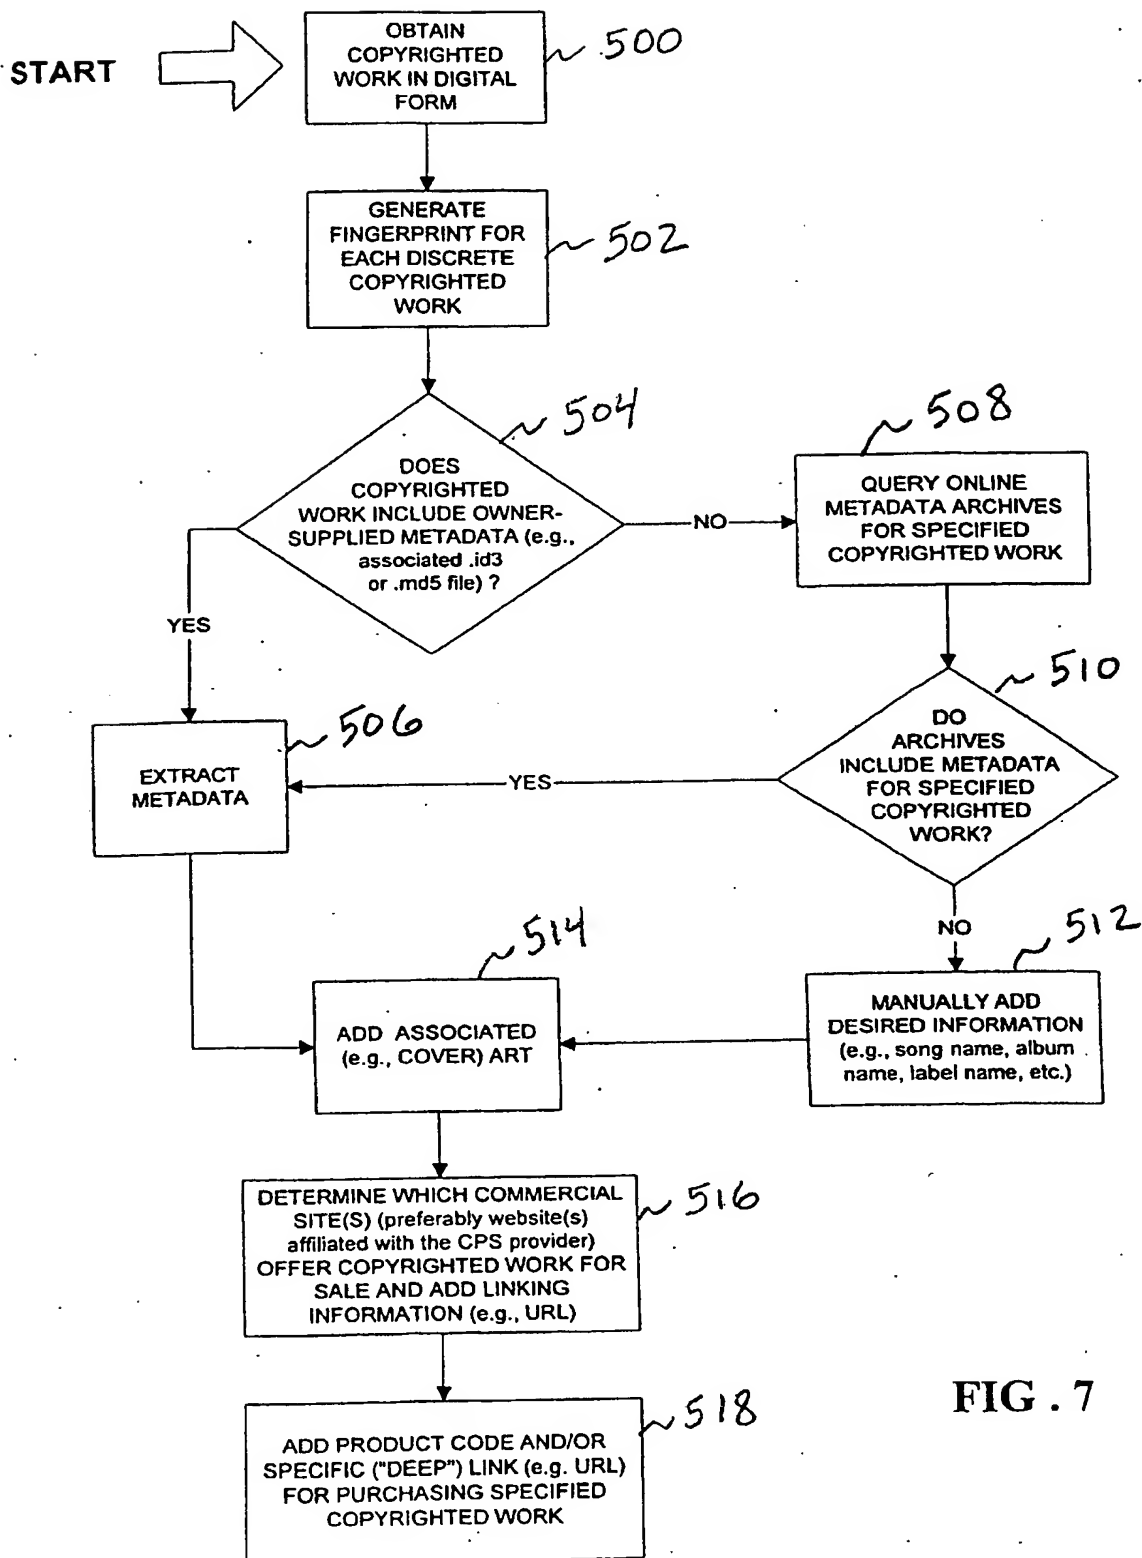 START
OBTAIN
COPYRIGHTED
WORK IN DIGITAL
FORM
500
GENERATE
FINGERPRINT FOR
EACH DISCRETE
COPYRIGHTED
WORK
502
504
DOES
COPYRIGHTED
WORK INCLUDE OWNER-
SUPPLIED METADATA (e.g.,
associated .id3
or .md5 file) ?
NO
YES
508
QUERY ONLINE
METADATA ARCHIVES
FOR SPECIFIED
COPYRIGHTED WORK
510
DO
ARCHIVES
INCLUDE METADATA
FOR SPECIFIED
COPYRIGHTED
WORK?
YES
NO
506
EXTRACT
METADATA
512
MANUALLY ADD
DESIRED INFORMATION
(e.g., song name, album
name, label name, etc.)
514
ADD ASSOCIATED
(e.g., COVER) ART
516
DETERMINE WHICH COMMERCIAL
SITE(S) (preferably website(s)
affiliated with the CPS provider)
OFFER COPYRIGHTED WORK FOR
SALE AND ADD LINKING
INFORMATION (e.g., URL)
518
ADD PRODUCT CODE AND/OR
SPECIFIC ("DEEP") LINK (e.g. URL)
FOR PURCHASING SPECIFIED
COPYRIGHTED WORK
FIG . 7